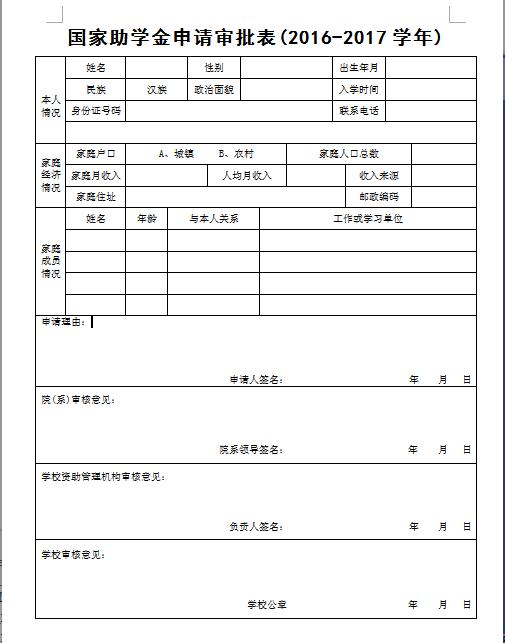 国家助学金申请审批表(2016-2017学年)
本人情况
姓名 性别 出生年月
民族 汉族 政治面貌 入学时间
身份证号码 联系电话
家庭经济情况
家庭户口 A、城镇 B、农村 家庭人口总数
家庭月收入 人均月收入 收入来源
家庭住址 邮政编码
家庭成员情况
姓名 年龄 与本人关系 工作或学习单位
申请理由：
申请人签名： 年 月 日
院(系)审核意见：
院系领导签名： 年 月 日
学校资助管理机构审核意见：
负责人签名： 年 月 日
学校审核意见：
学校公章 年 月 日